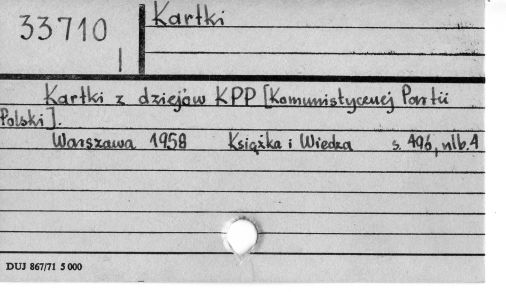 33710
I
Kartki
Kartki z dziejów KPP [Komunistycznej Partii
Polski].
Warszawa 1958 Książka i Wiedza s. 496, nlb. 4
DUJ 867/71 5 000